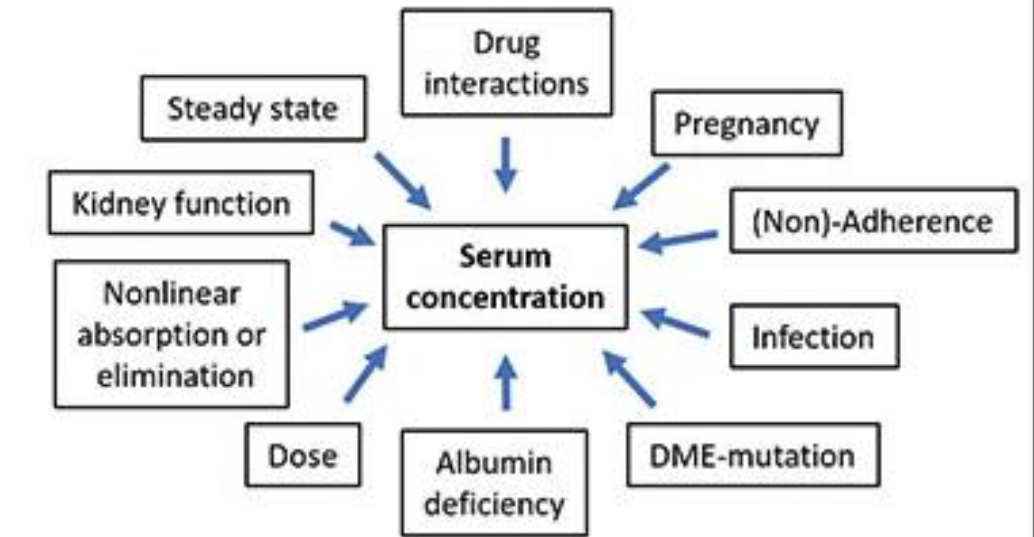 Drug
interactions
Steady state
Pregnancy
Kidney function
(Non)-Adherence
Serum
concentration
Nonlinear
absorption or
elimination
Infection
Dose
Albumin
deficiency
DME-mutation